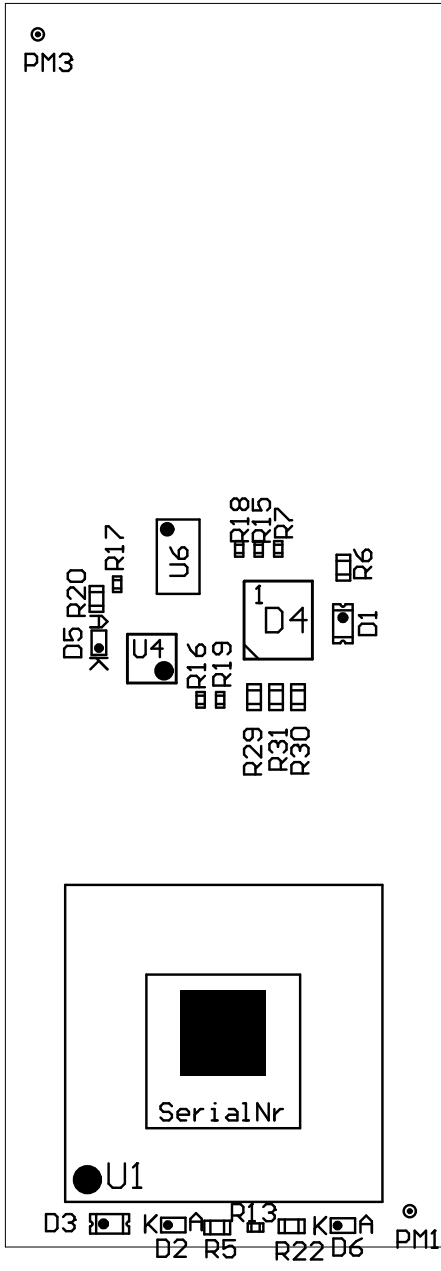 PM3
R18
R15
R7
R17
U6
R6
R20
1
D4
D1
A
D5
K
U4
R16
R19
R29
R31
R30
SerialNr
U1
D3
K
A
R13
K
A
D2
R5
R22
D6
PM1